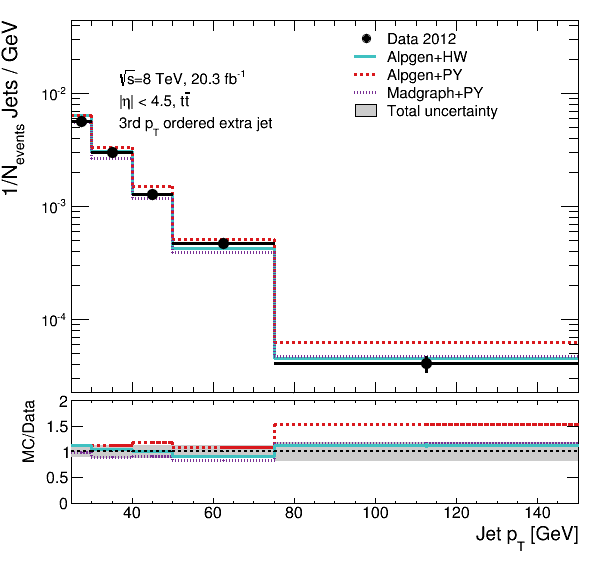 1/N_events Jets / GeV
10^-2
10^-3
10^-4
√s=8 TeV, 20.3 fb^-1
|η| < 4.5, tt̄
3rd p_T ordered extra jet
Data 2012
Alpgen+HW
Alpgen+PY
Madgraph+PY
Total uncertainty
MC/Data
2
1.5
1
0.5
0
40 60 80 100 120 140
Jet p_T [GeV]